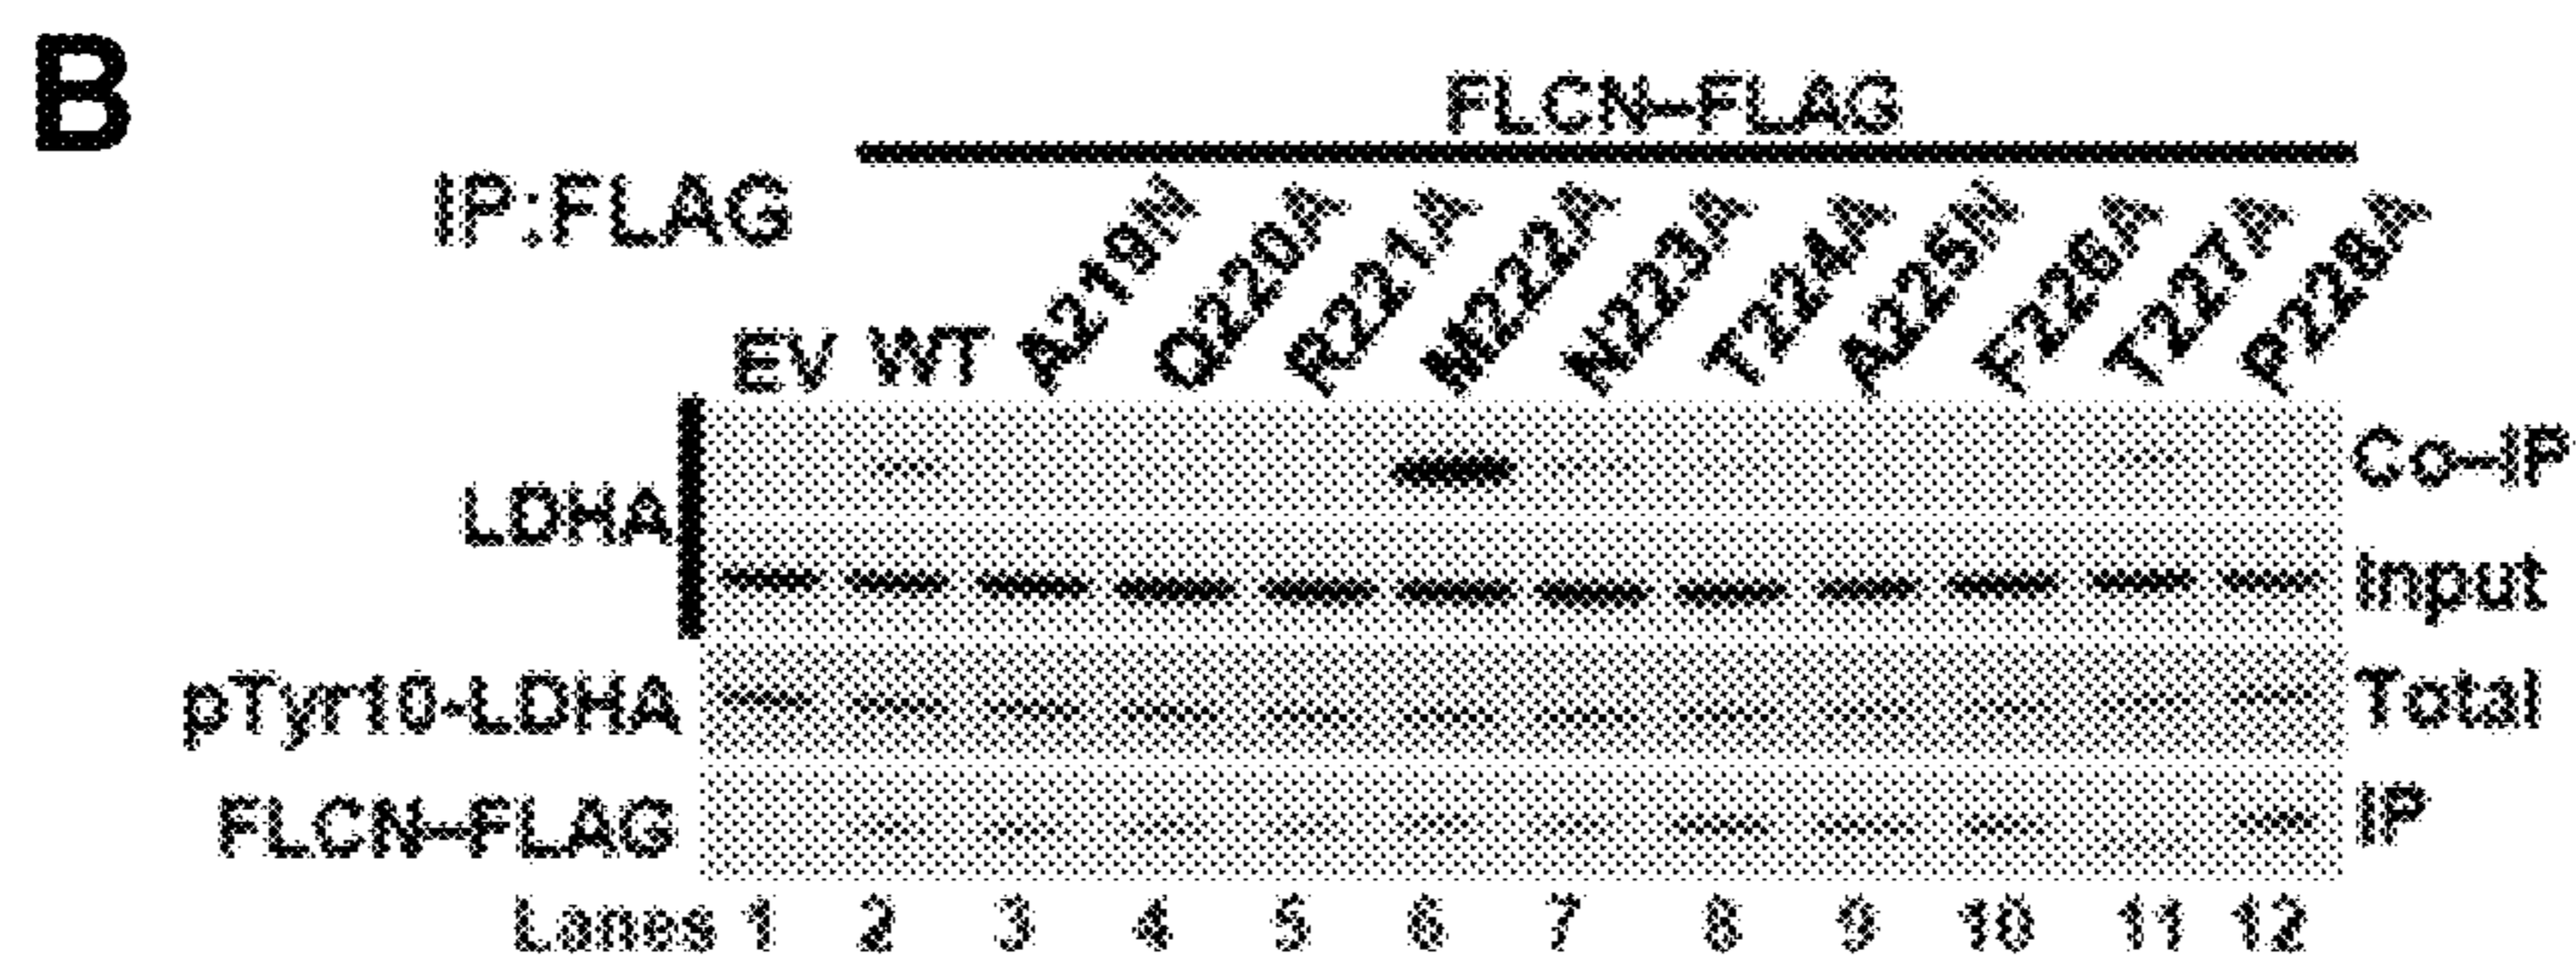 B
FLCN–FLAG
IP:FLAG
EV WT A219N Q220A R221A M222A N223A T224A A225N F226A T227A P228A
Co–IP
LDHA
Input
pTyr10-LDHA Total
FLCN–FLAG IP
Lanes 1 2 3 4 5 6 7 8 9 10 11 12